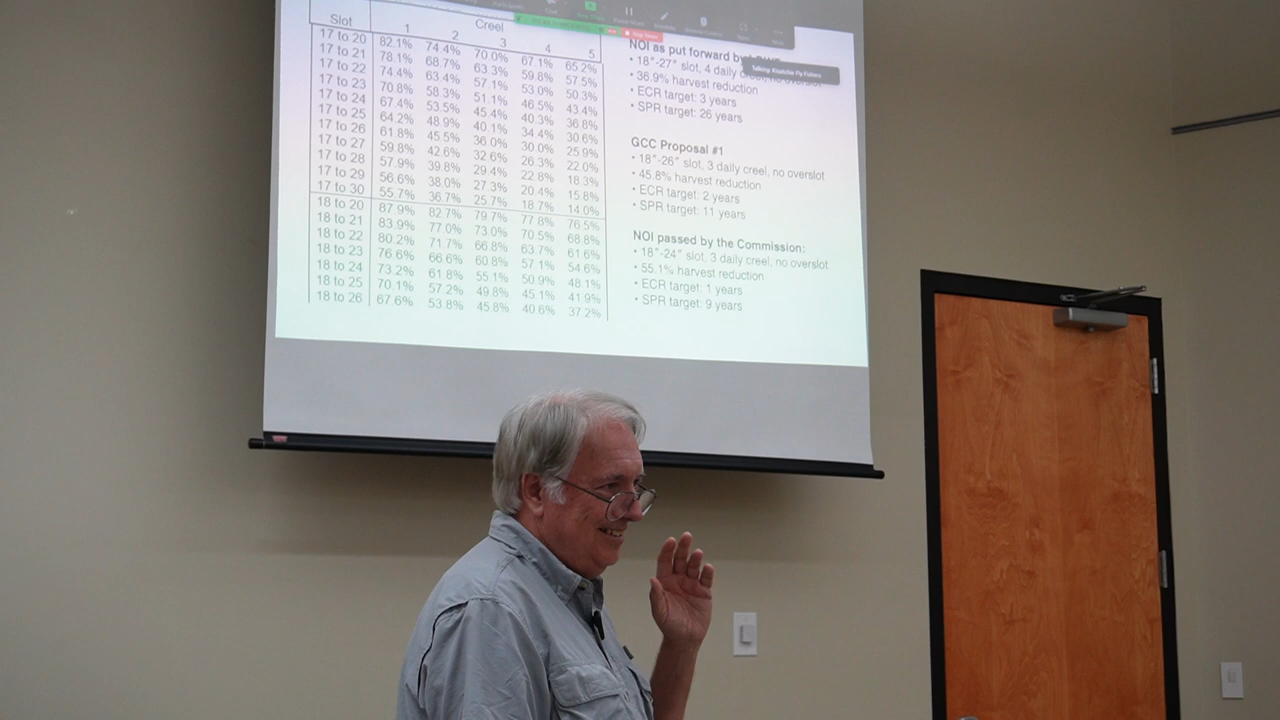 Creel
Slot 1 2 3 4 5
17 to 20 82.1% 74.4% 70.0% 67.1% 65.2%
17 to 21 78.1% 68.7% 63.3% 59.8% 57.5%
17 to 22 74.4% 63.4% 57.1% 53.0% 50.3%
17 to 23 70.8% 58.3% 51.1% 46.5% 43.4%
17 to 24 67.4% 53.5% 45.4% 40.3% 36.8%
17 to 25 64.2% 48.9% 40.1% 34.4% 30.6%
17 to 26 61.8% 45.5% 36.0% 30.0% 25.9%
17 to 27 59.8% 42.6% 32.6% 26.3% 22.0%
17 to 28 57.9% 39.8% 29.4% 22.8% 18.3%
17 to 29 56.6% 38.0% 27.3% 20.4% 15.8%
17 to 30 55.7% 36.7% 25.7% 18.7% 14.0%
18 to 20 87.9% 82.7% 79.7% 77.8% 76.5%
18 to 21 83.9% 77.0% 73.0% 70.5% 68.8%
18 to 22 80.2% 71.7% 66.8% 63.7% 61.6%
18 to 23 76.6% 66.6% 60.8% 57.1% 54.6%
18 to 24 73.2% 61.8% 55.1% 50.9% 48.1%
18 to 25 70.1% 57.2% 49.8% 45.1% 41.9%
18 to 26 67.6% 53.8% 45.8% 40.6% 37.2%
NOI as put forward by
• 18"-27" slot, 4 daily
Talking: Kisatchie Fly Fishers
• 36.9% harvest reduction
• ECR target: 3 years
• SPR target: 26 years
GCC Proposal #1
• 18"-26" slot, 3 daily creel, no overslot
• 45.8% harvest reduction
• ECR target: 2 years
• SPR target: 11 years
NOI passed by the Commission:
• 18"-24" slot, 3 daily creel, no overslot
• 55.1% harvest reduction
• ECR target: 1 years
• SPR target: 9 years